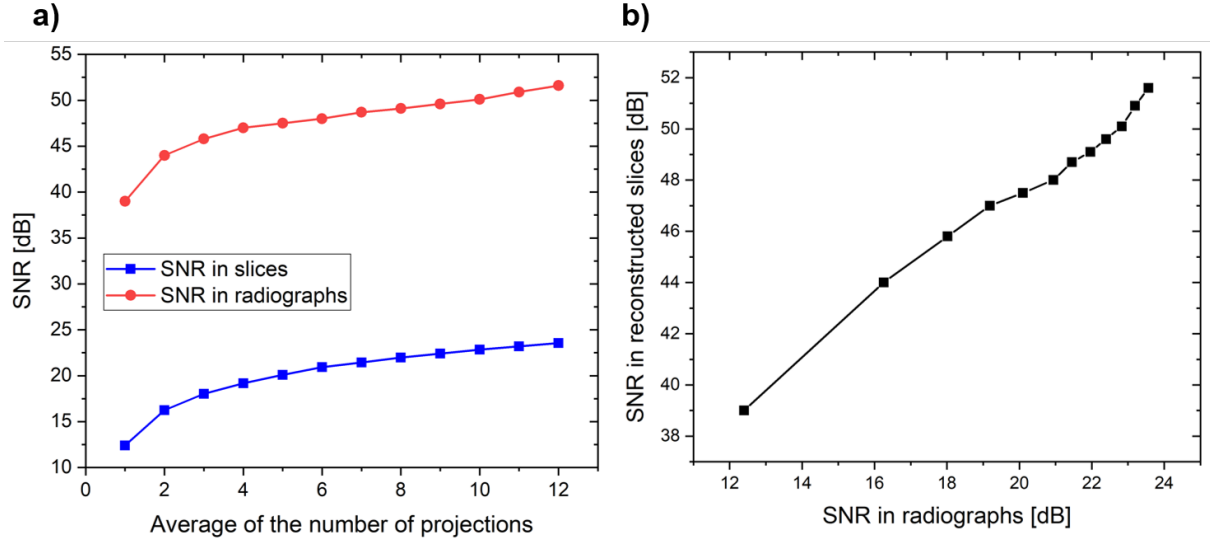 a)
55
50
45
40
35
30
25
20
15
10
SNR [dB]
SNR in slices
SNR in radiographs
0 2 4 6 8 10 12
Average of the number of projections
b)
52
50
48
46
44
42
40
38
SNR in reconstructed slices [dB]
12 14 16 18 20 22 24
SNR in radiographs [dB]